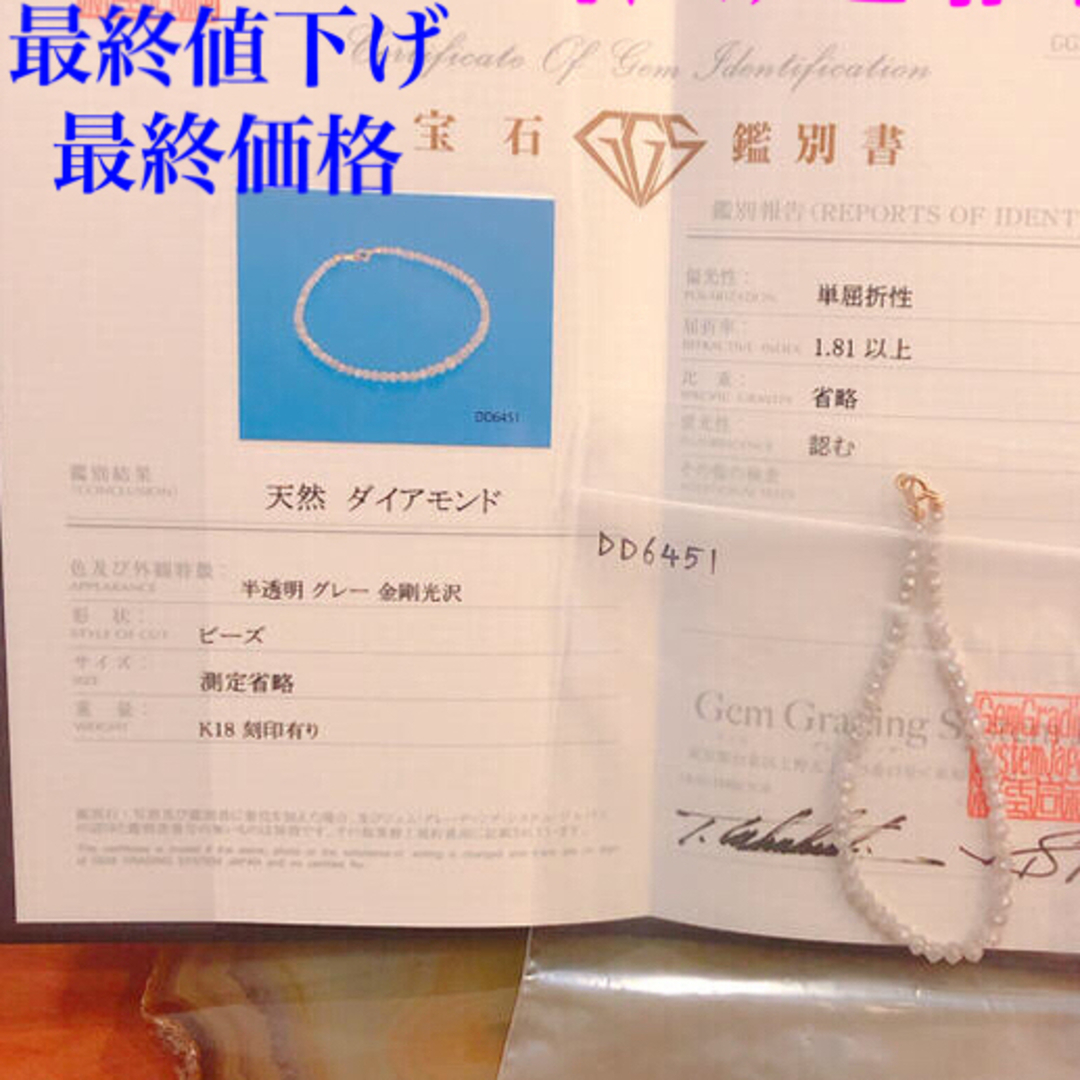 最終値下げ
最終価格
Certificate Of Gem Identification
宝石 GGS 鑑別書
DD6451
鑑別結果
(CONCLUSION)
天然 ダイアモンド
色及び外観特徴:
APPEARANCE
半透明 グレー 金剛光沢
形 状:
STYLE OF CUT
ビーズ
サイズ:
SIZE
測定省略
重 量:
WEIGHT
K18 刻印有り
鑑別報告(REPORTS OF IDENT
偏光性:
POLARIZATION
単屈折性
屈折率:
REFRACTIVE INDEX
1.81 以上
比 重:
SPECIFIC GRAVITY
省略
蛍光性:
FLUORESCENCE
認む
その他の検査
DD6451
Gem Grading